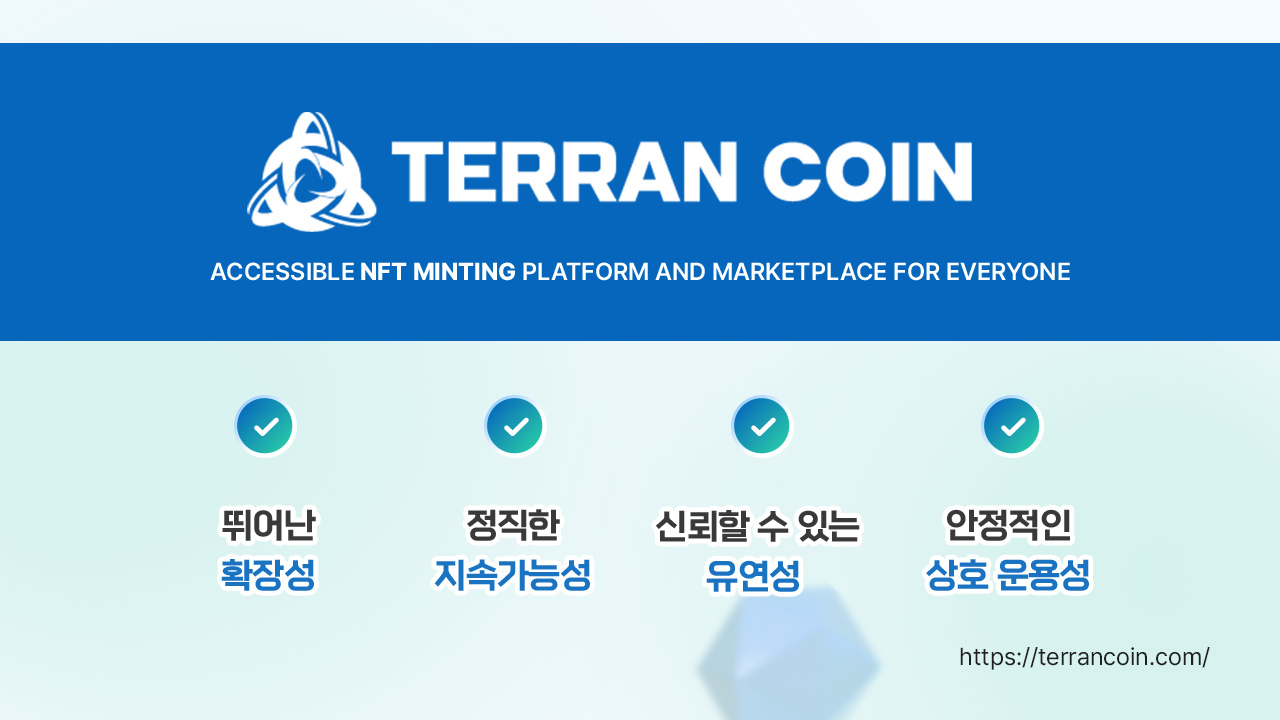 TERRAN COIN
ACCESSIBLE NFT MINTING PLATFORM AND MARKETPLACE FOR EVERYONE
뛰어난
확장성
정직한
지속가능성
신뢰할 수 있는
유연성
안정적인
상호 운용성
https://terrancoin.com/